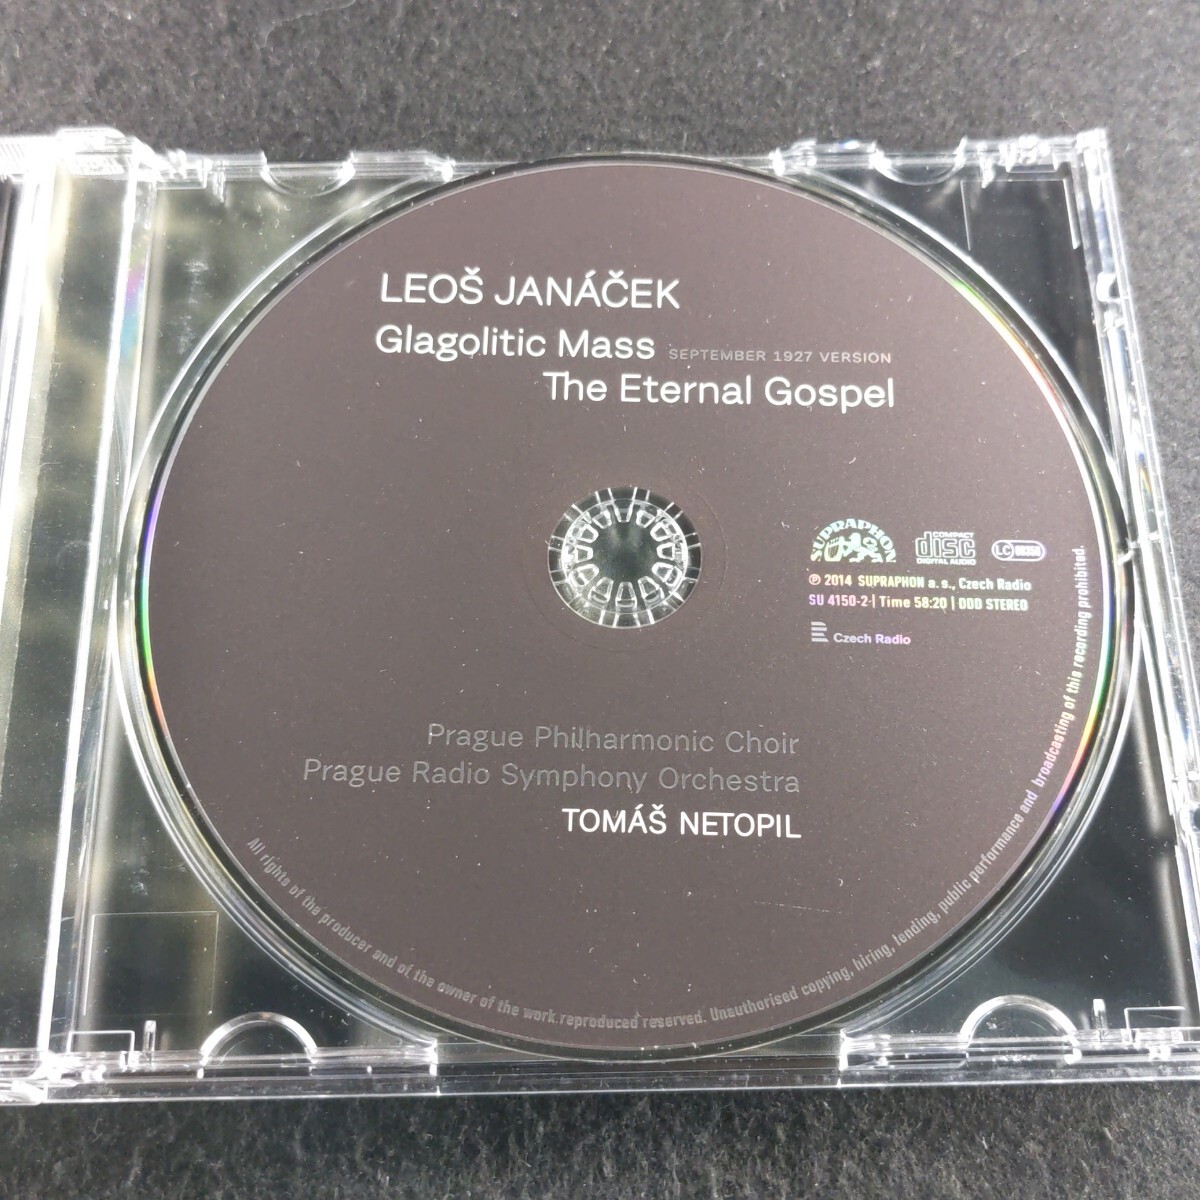 LEOŠ JANÁČEK
Glagolitic Mass SEPTEMBER 1927 VERSION
The Eternal Gospel
SUPRAPHON
COMPACT
disc
DIGITAL AUDIO
LC 08358
℗ 2014 SUPRAPHON a. s., Czech Radio
SU 4150-2 | Time 58:20 | DDD STEREO
Czech Radio
Prague Philharmonic Choir
Prague Radio Symphony Orchestra
TOMÁŠ NETOPIL
All rights of the producer and of the owner of the work reproduced reserved. Unauthorised copying, hiring, lending, public performance and broadcasting of this recording prohibited.